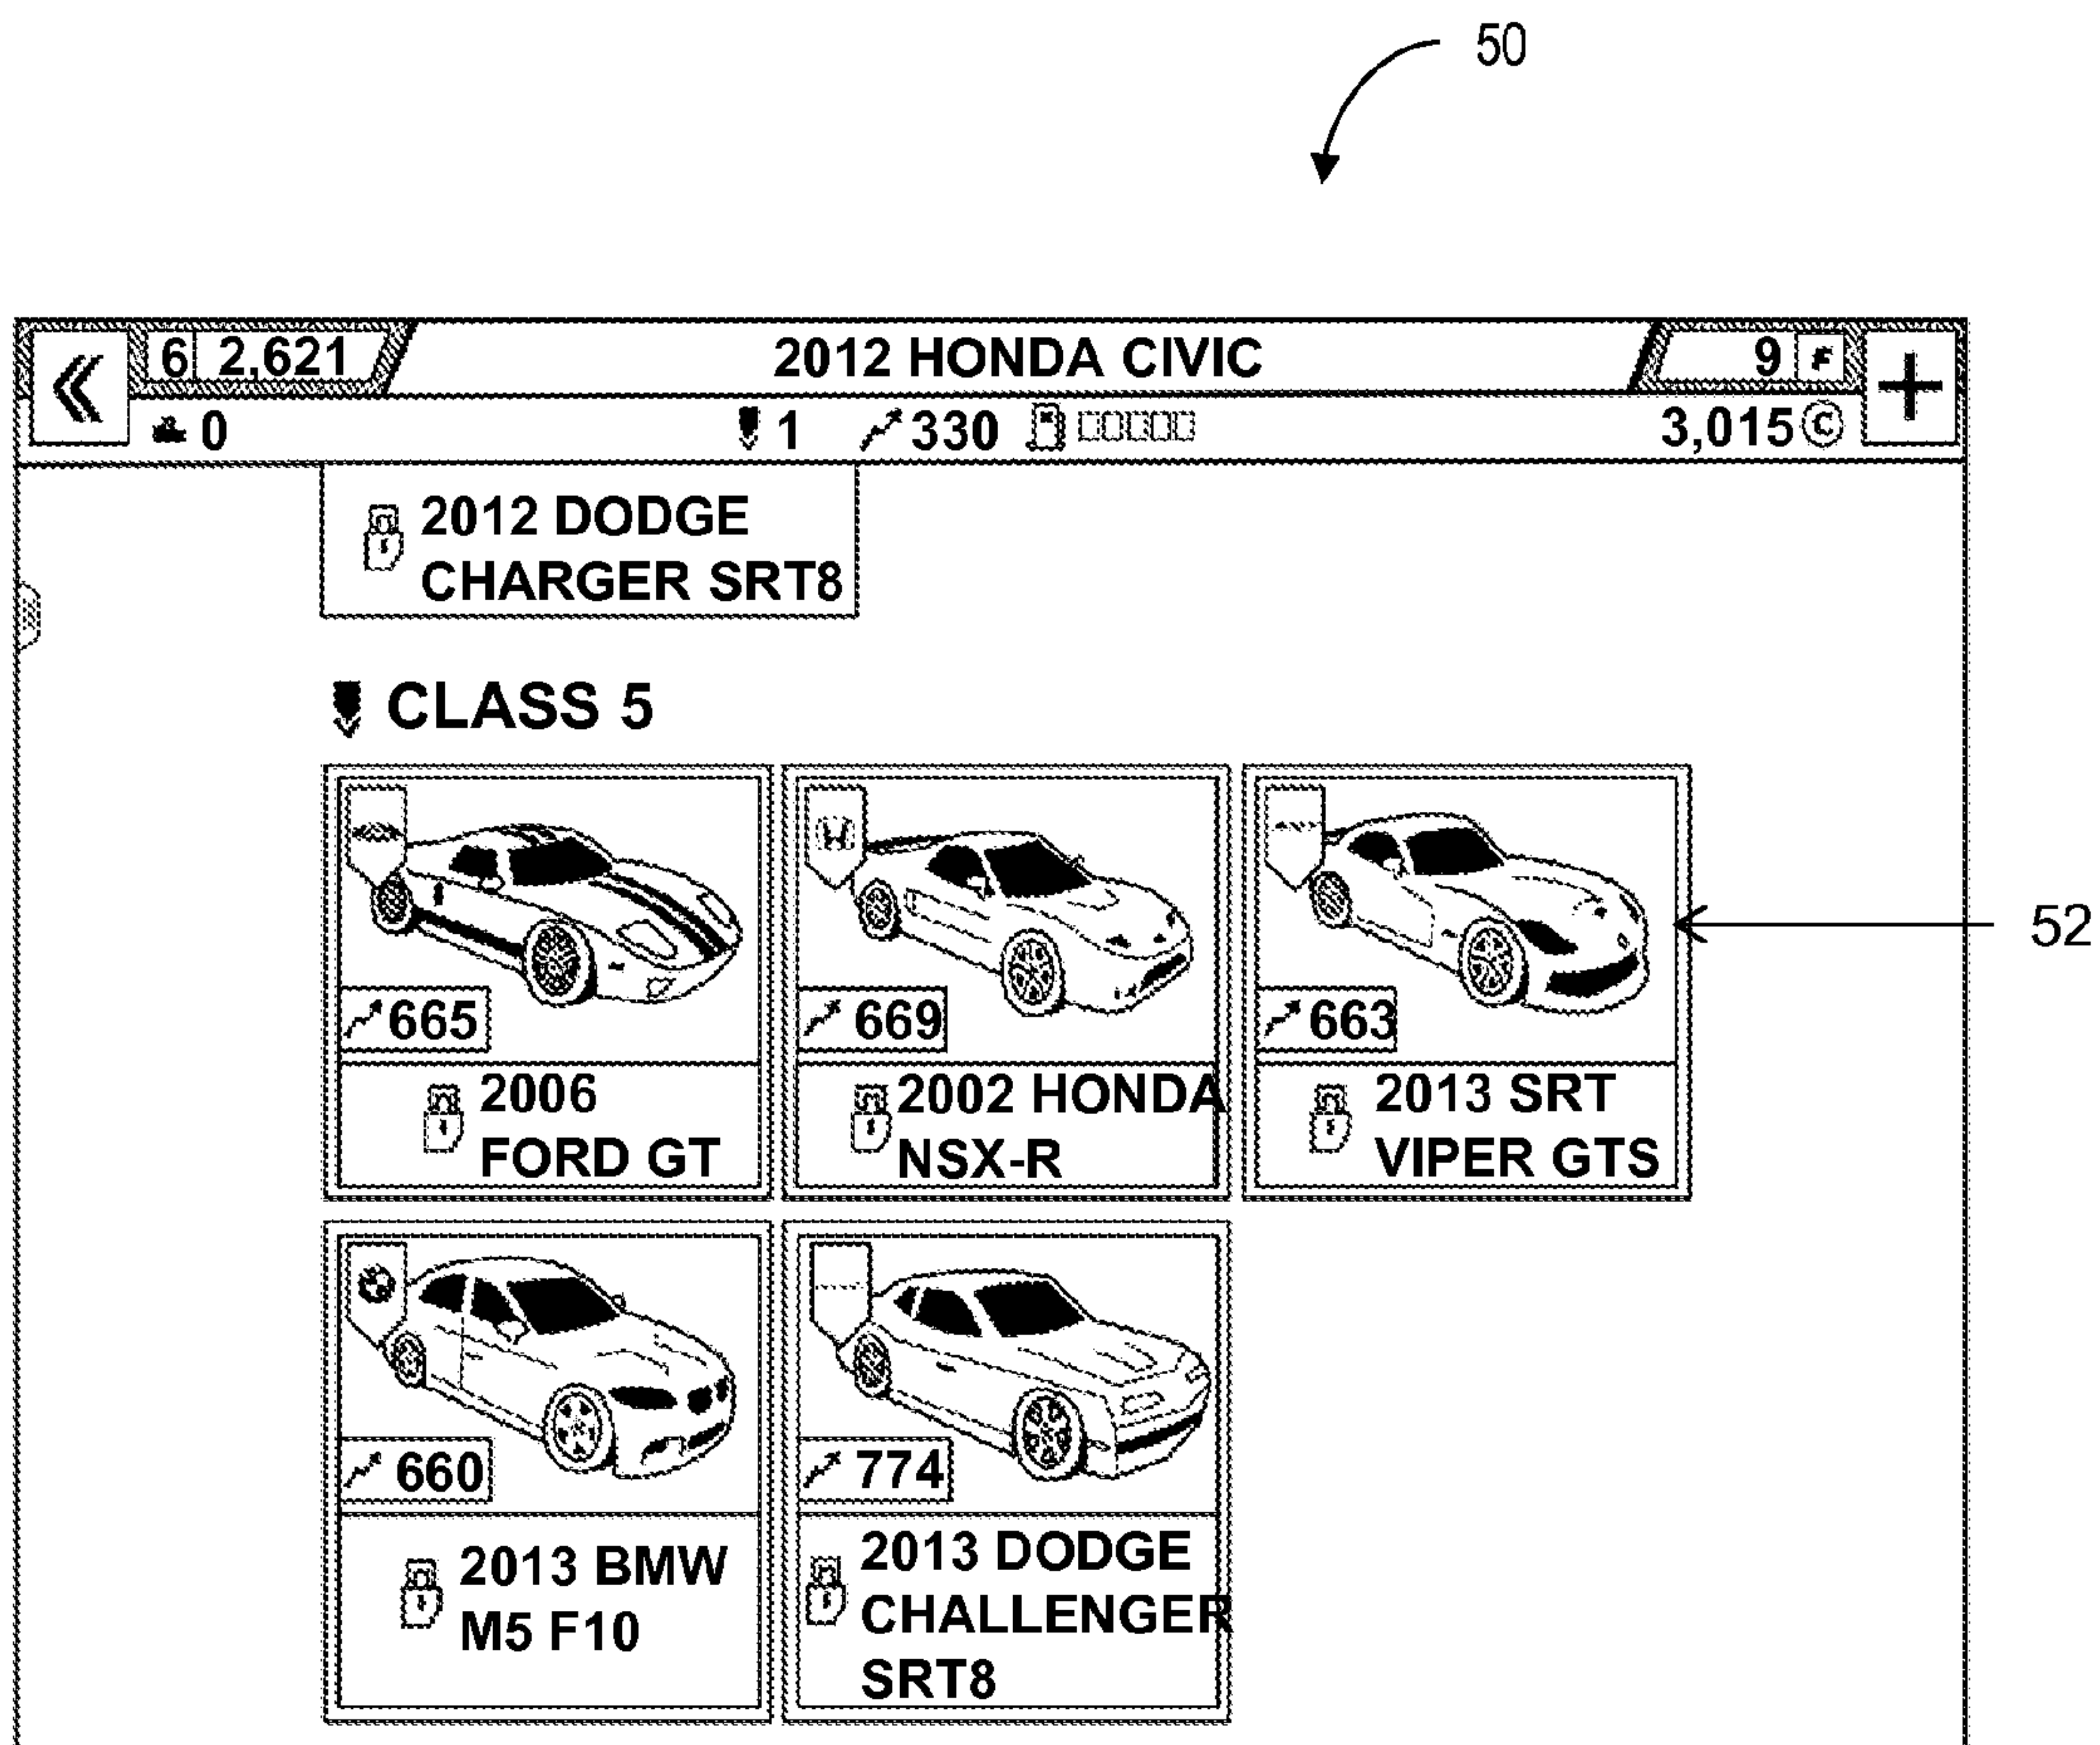 50
6 2,621 2012 HONDA CIVIC 9 F
0 1 330 3,015 C
2012 DODGE
CHARGER SRT8
CLASS 5
52
665 669 663
2006
FORD GT
2002 HONDA
NSX-R
2013 SRT
VIPER GTS
660 774
2013 BMW
M5 F10
2013 DODGE
CHALLENGER
SRT8